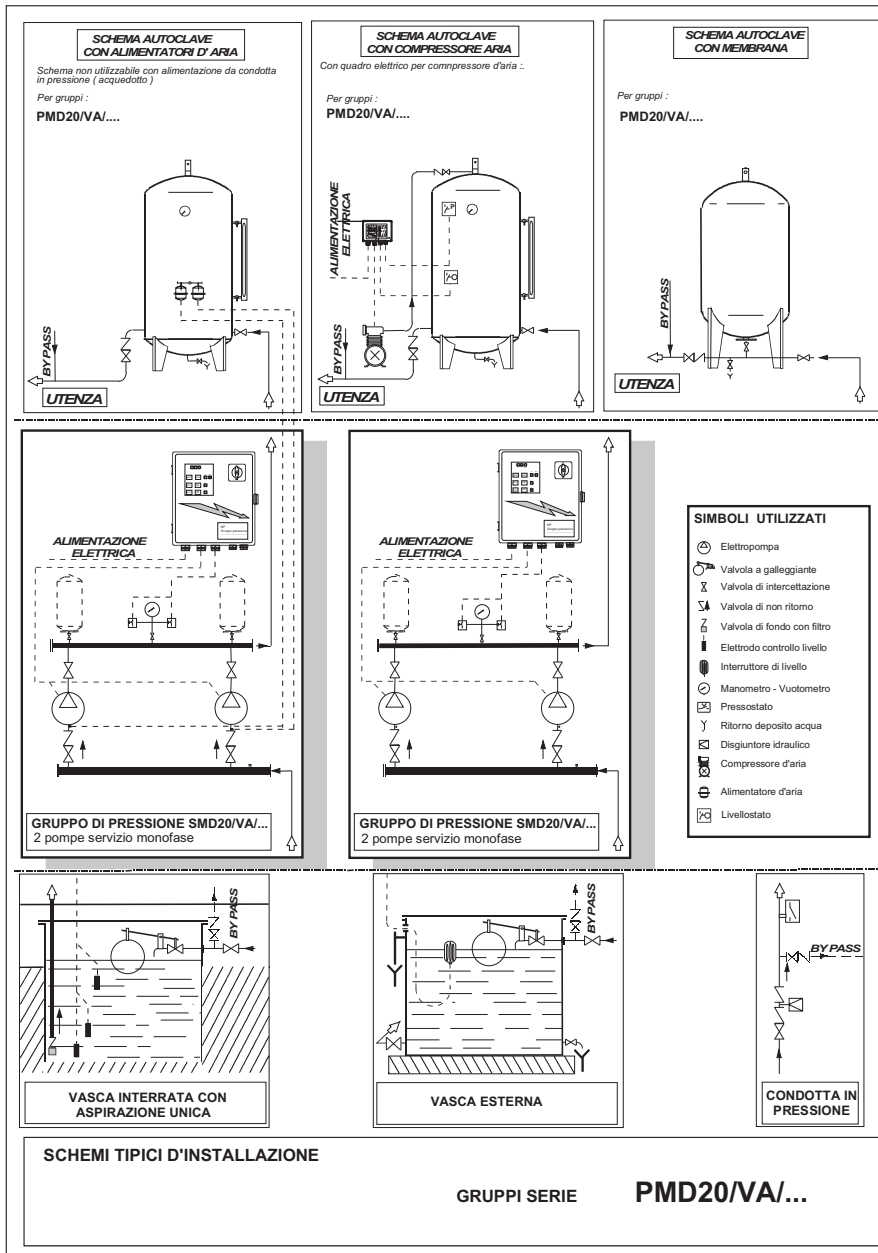 SCHEMA AUTOCLAVE
CON ALIMENTATORI D' ARIA
Schema non utilizzabile con alimentazione da condotta
in pressione ( acquedotto )
Per gruppi :
PMD20/VA/....
BY PASS
UTENZA
SCHEMA AUTOCLAVE
CON COMPRESSORE ARIA
Con quadro elettrico per comnpressore d'aria :.
Per gruppi :
PMD20/VA/....
ALIMENTAZIONE
ELETTRICA
P
BY PASS
UTENZA
SCHEMA AUTOCLAVE
CON MEMBRANA
Per gruppi :
PMD20/VA/....
BY PASS
UTENZA
ALIMENTAZIONE
ELETTRICA
GRUPPO DI PRESSIONE SMD20/VA/...
2 pompe servizio monofase
ALIMENTAZIONE
ELETTRICA
GRUPPO DI PRESSIONE SMD20/VA/...
2 pompe servizio monofase
SIMBOLI UTILIZZATI
Elettropompa
Valvola a galleggiante
Valvola di intercettazione
Valvola di non ritorno
Valvola di fondo con filtro
Elettrodo controllo livello
Interruttore di livello
Manometro - Vuotometro
Pressostato
Ritorno deposito acqua
Disgiuntore idraulico
Compressore d'aria
Alimentatore d'aria
Livellostato
BY PASS
VASCA INTERRATA CON
ASPIRAZIONE UNICA
BY PASS
VASCA ESTERNA
BY PASS
CONDOTTA IN
PRESSIONE
SCHEMI TIPICI D'INSTALLAZIONE
GRUPPI SERIE PMD20/VA/...